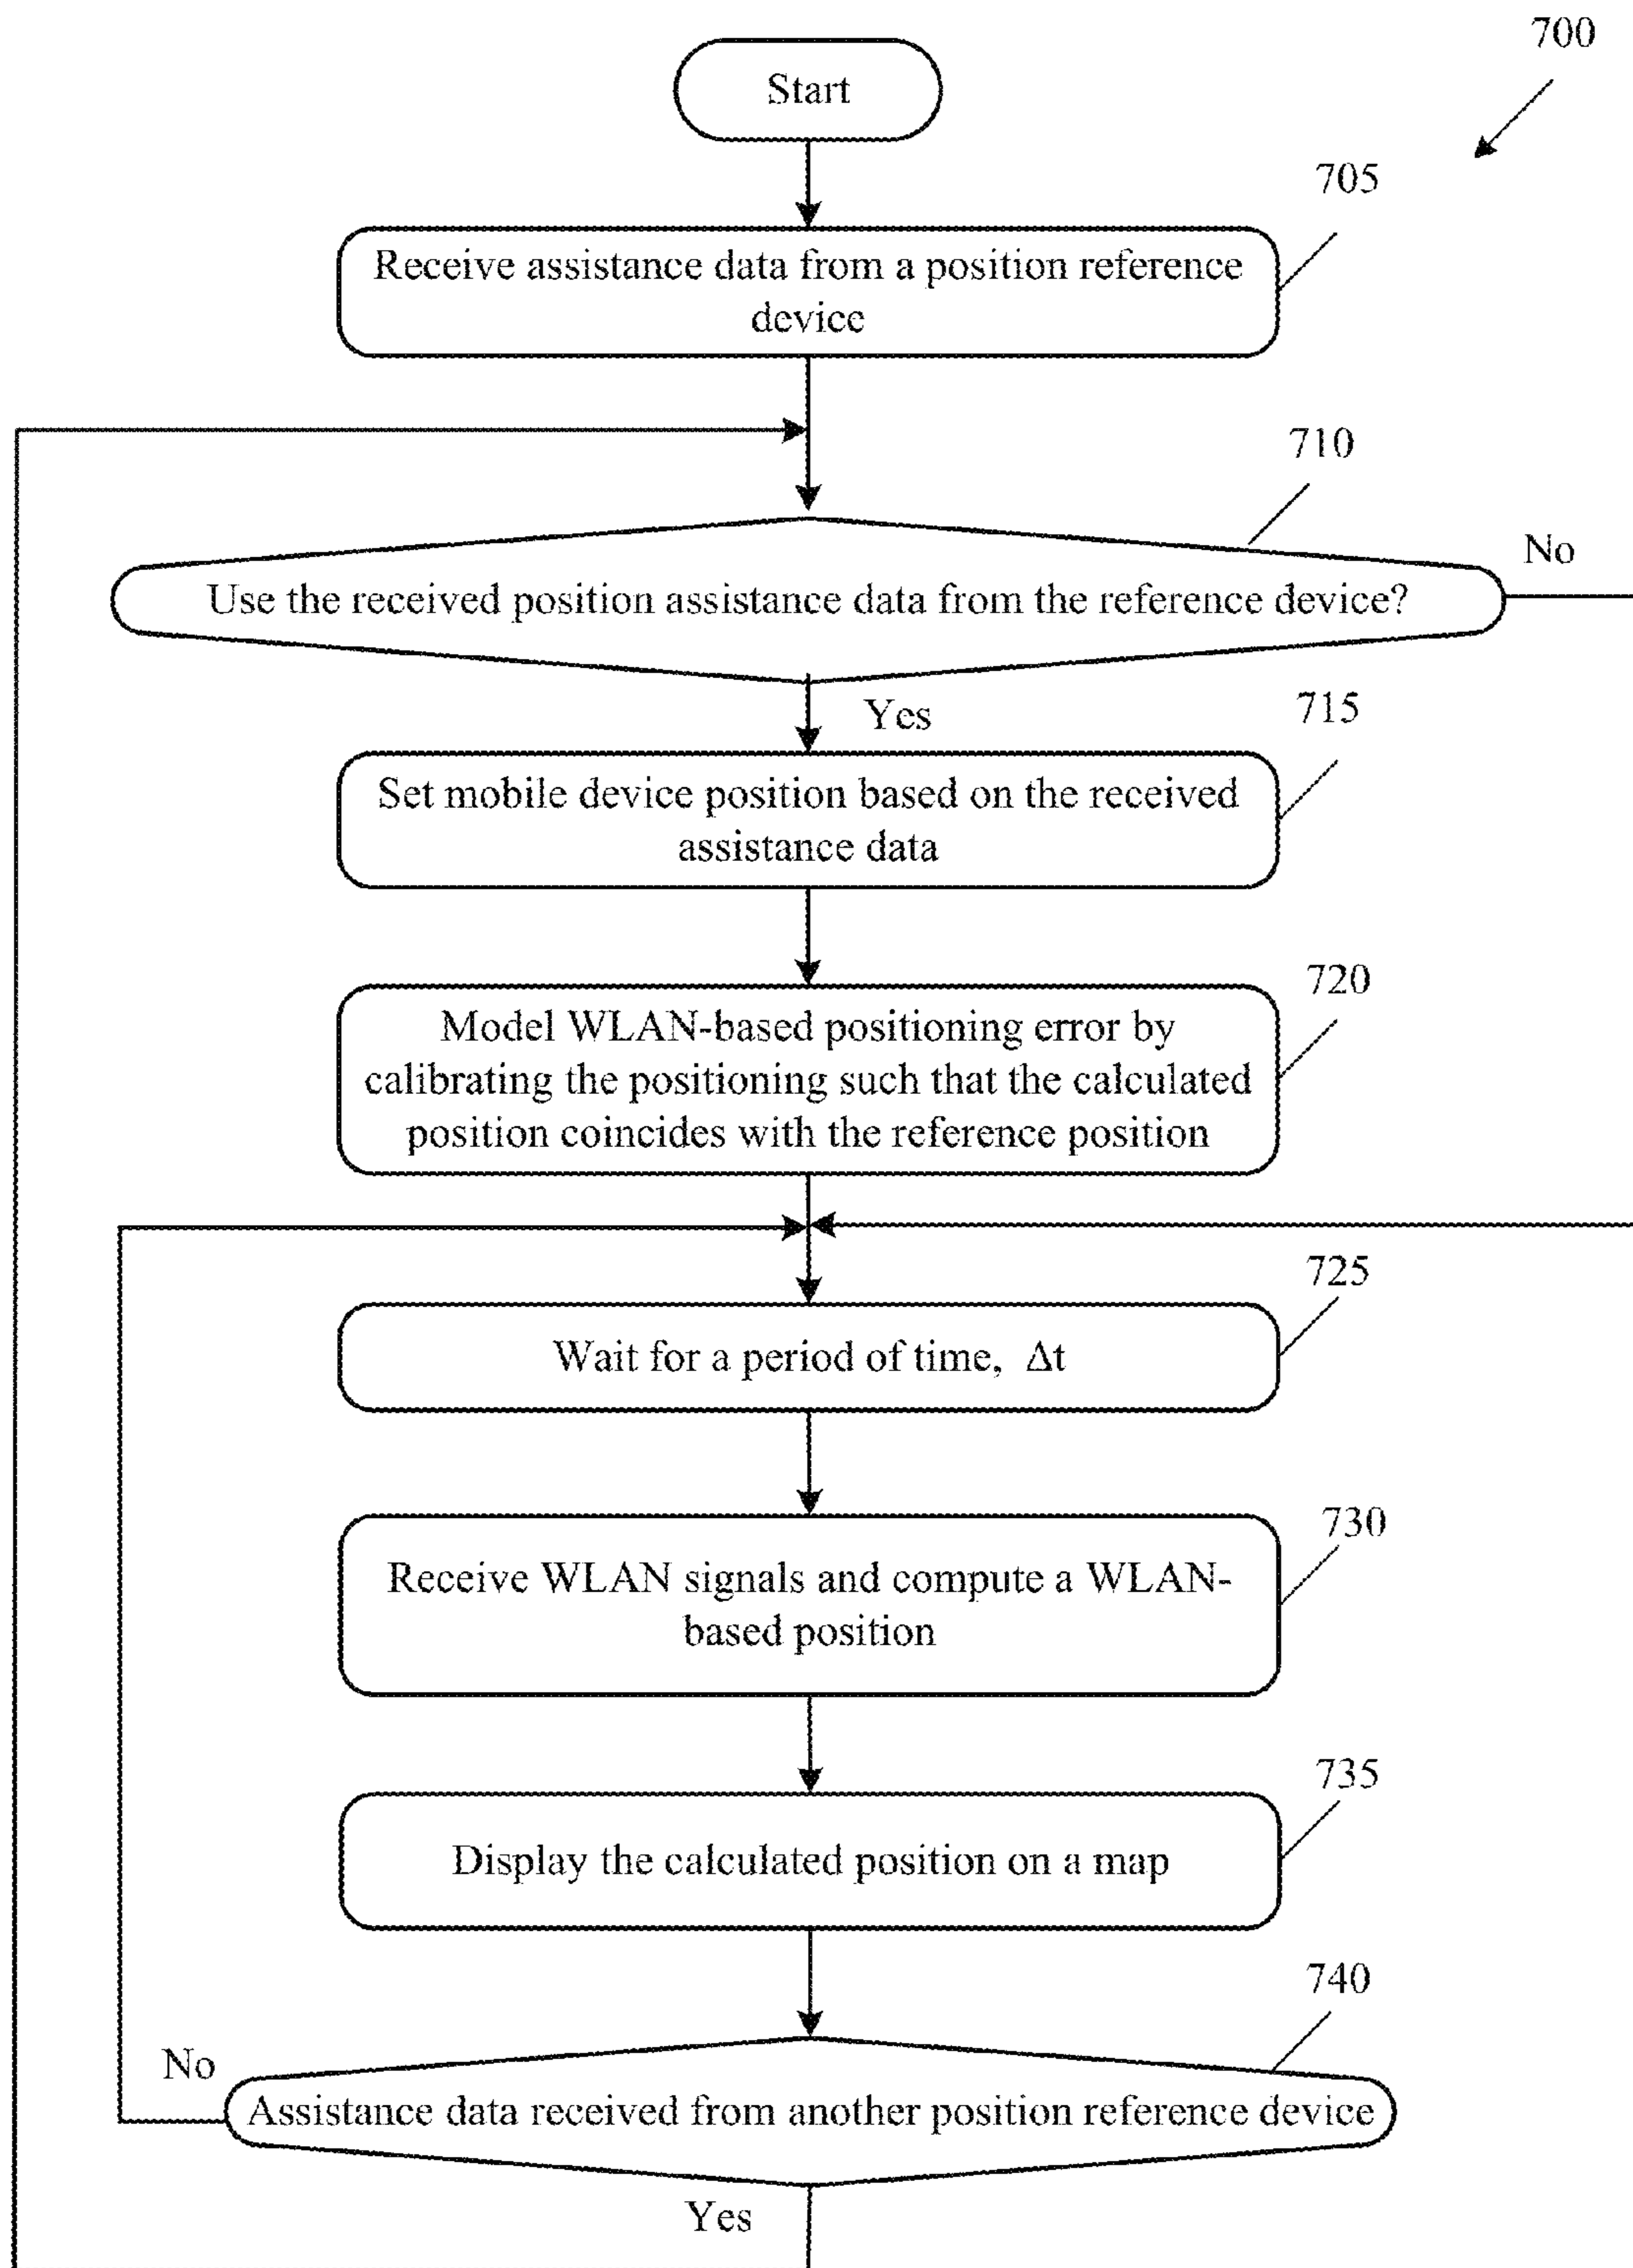 700
Start
705
Receive assistance data from a position reference
device
710
No
Use the received position assistance data from the reference device?
Yes
715
Set mobile device position based on the received
assistance data
720
Model WLAN-based positioning error by
calibrating the positioning such that the calculated
position coincides with the reference position
725
Wait for a period of time, Δt
730
Receive WLAN signals and compute a WLAN-
based position
735
Display the calculated position on a map
740
No
Assistance data received from another position reference device
Yes